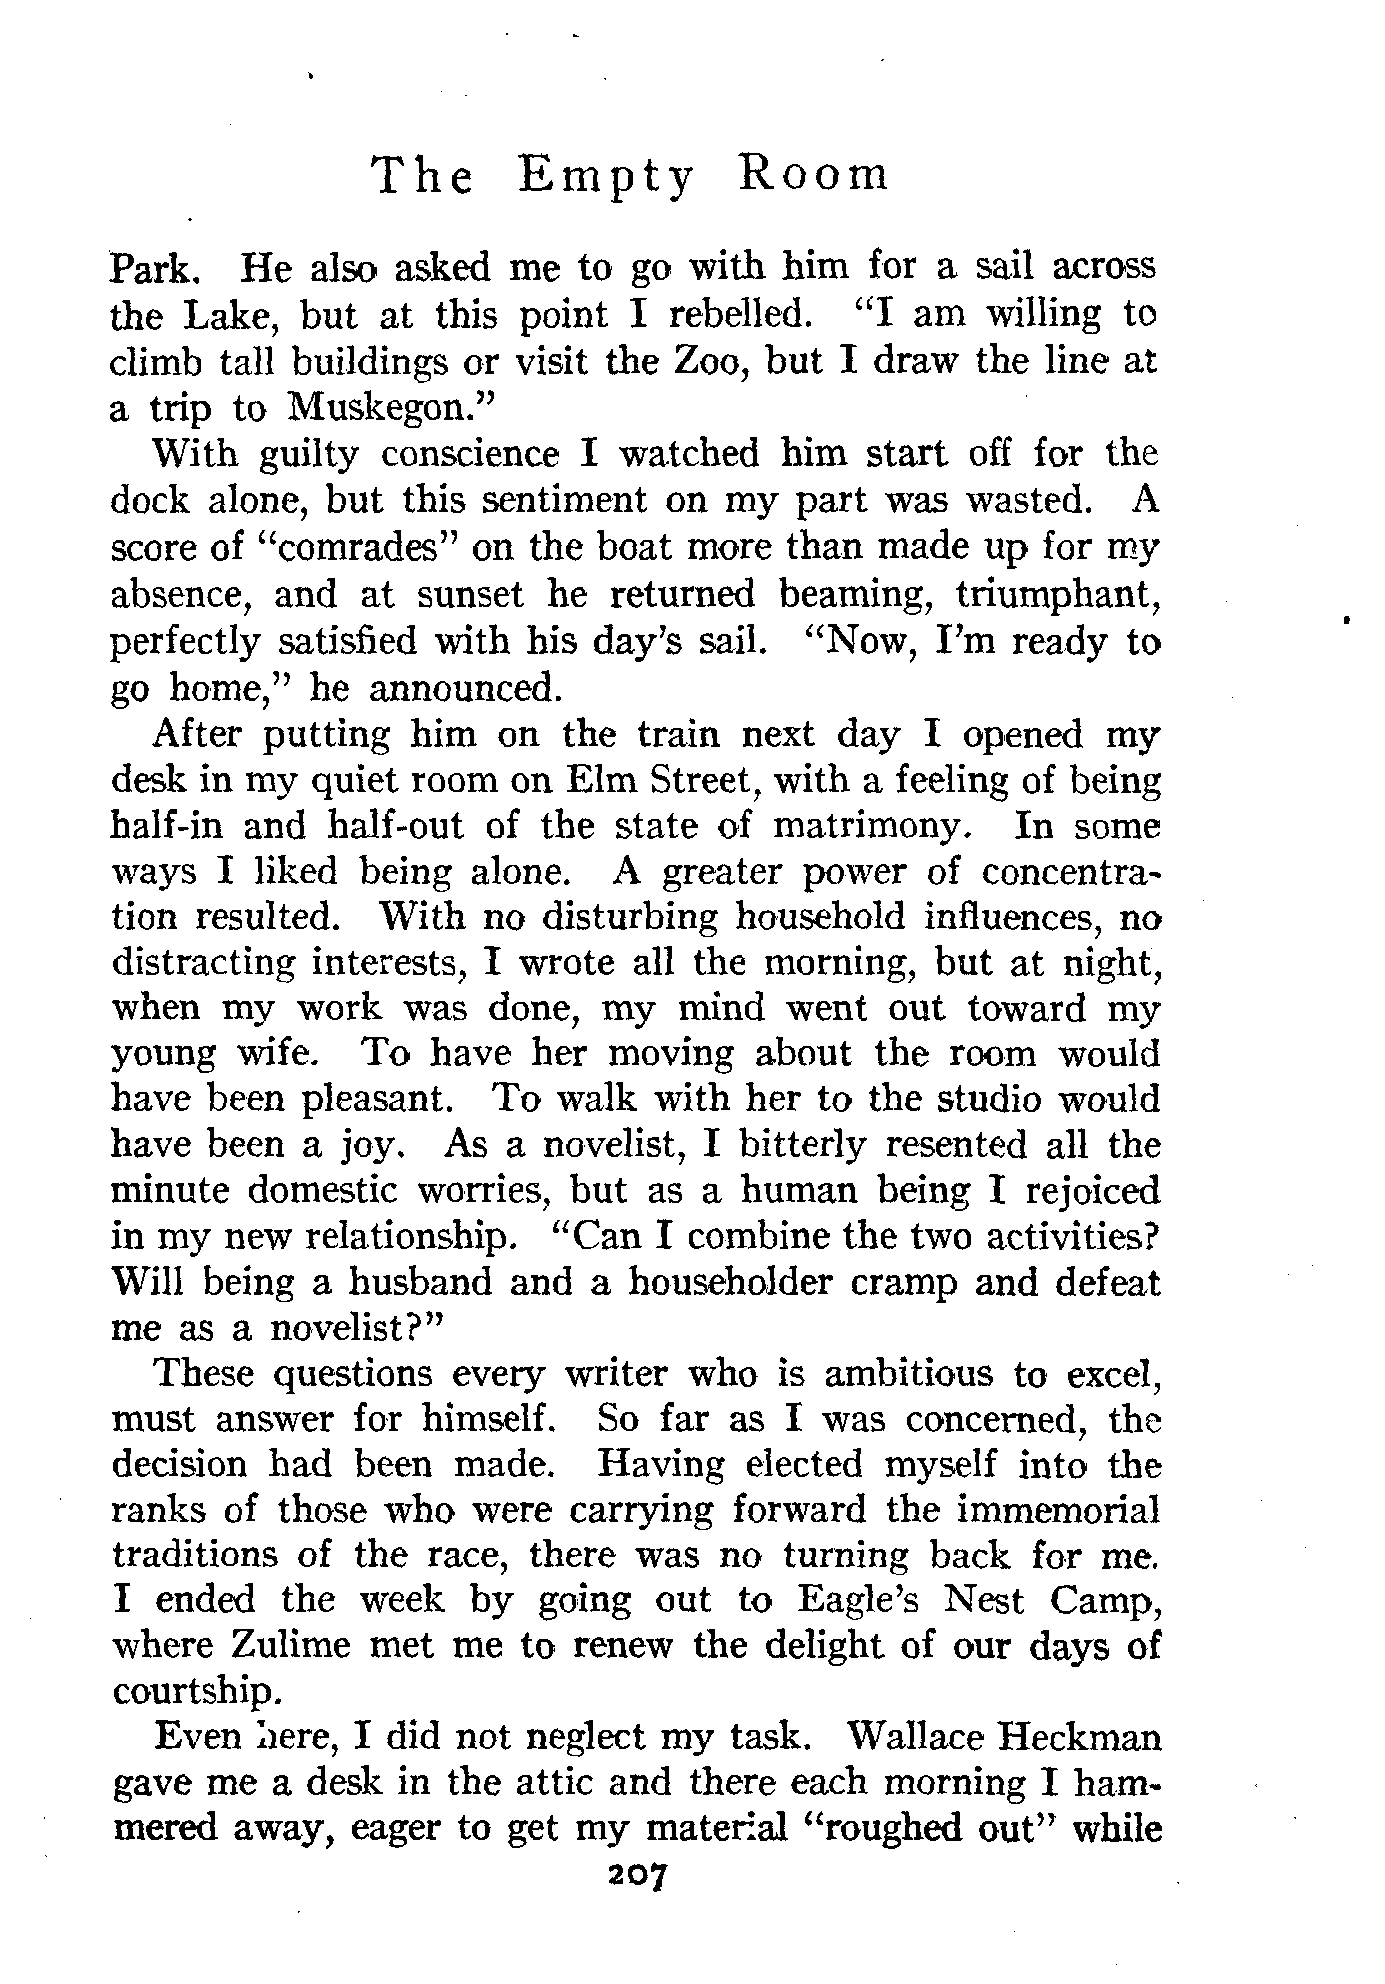 The Empty Room
Park. He also asked me to go with him for a sail across
the Lake, but at this point I rebelled. "I am willing to
climb tall buildings or visit the Zoo, but I draw the line at
a trip to Muskegon."
With guilty conscience I watched him start off for the
dock alone, but this sentiment on my part was wasted. A
score of "comrades" on the boat more than made up for my
absence, and at sunset he returned beaming, triumphant,
perfectly satisfied with his day's sail. "Now, I'm ready to
go home," he announced.
After putting him on the train next day I opened my
desk in my quiet room on Elm Street, with a feeling of being
half-in and half-out of the state of matrimony. In some
ways I liked being alone. A greater power of concentra-
tion resulted. With no disturbing household influences, no
distracting interests, I wrote all the morning, but at night,
when my work was done, my mind went out toward my
young wife. To have her moving about the room would
have been pleasant. To walk with her to the studio would
have been a joy. As a novelist, I bitterly resented all the
minute domestic worries, but as a human being I rejoiced
in my new relationship. "Can I combine the two activities?
Will being a husband and a householder cramp and defeat
me as a novelist?"
These questions every writer who is ambitious to excel,
must answer for himself. So far as I was concerned, the
decision had been made. Having elected myself into the
ranks of those who were carrying forward the immemorial
traditions of the race, there was no turning back for me.
I ended the week by going out to Eagle's Nest Camp,
where Zulime met me to renew the delight of our days of
courtship.
Even here, I did not neglect my task. Wallace Heckman
gave me a desk in the attic and there each morning I ham-
mered away, eager to get my material "roughed out" while
207